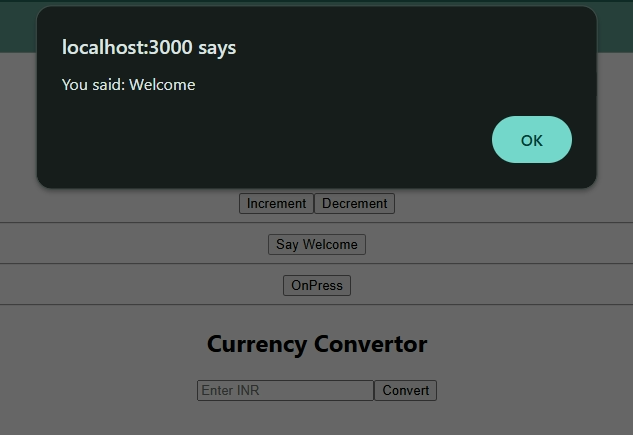 localhost:3000 says
You said: Welcome
OK
Increment Decrement
Say Welcome
OnPress
Currency Convertor
Enter INR Convert